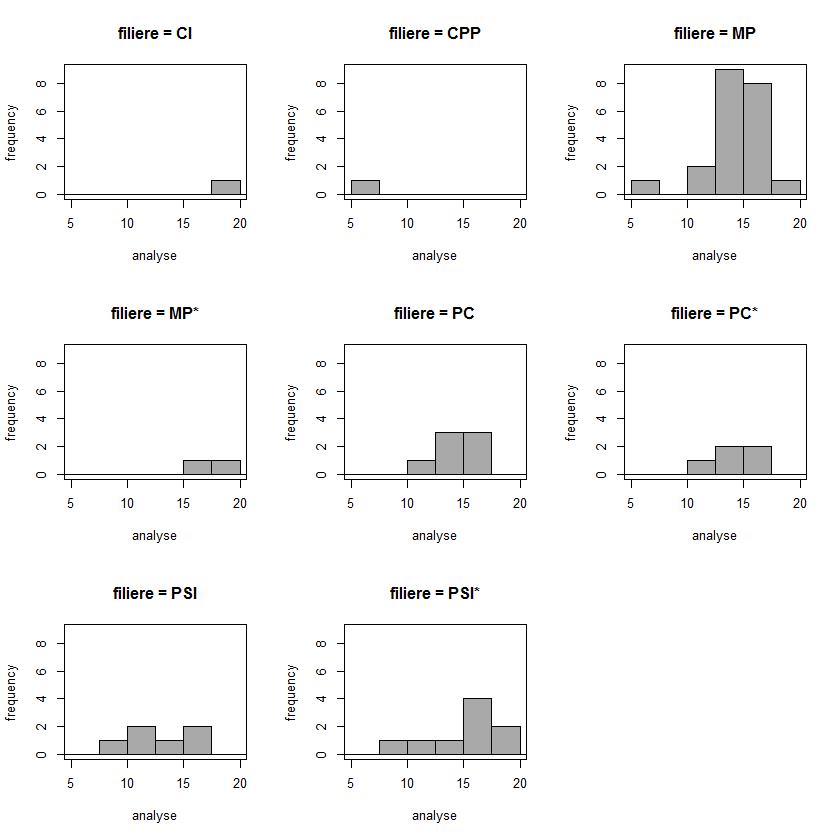 filiere = CI
frequency
0 2 4 6 8
5 10 15 20
analyse
filiere = CPP
frequency
0 2 4 6 8
5 10 15 20
analyse
filiere = MP
frequency
0 2 4 6 8
5 10 15 20
analyse
filiere = MP*
frequency
0 2 4 6 8
5 10 15 20
analyse
filiere = PC
frequency
0 2 4 6 8
5 10 15 20
analyse
filiere = PC*
frequency
0 2 4 6 8
5 10 15 20
analyse
filiere = PSI
frequency
0 2 4 6 8
5 10 15 20
analyse
filiere = PSI*
frequency
0 2 4 6 8
5 10 15 20
analyse